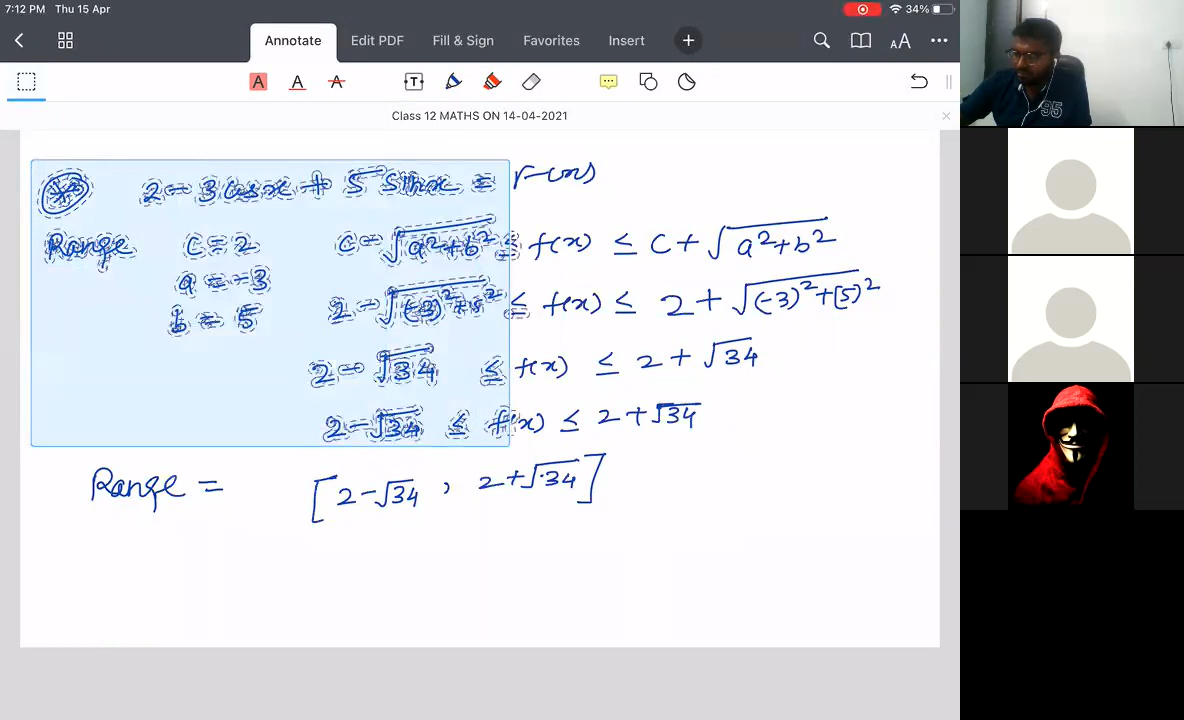 7:12 PM Thu 15 Apr
34%
Annotate Edit PDF Fill & Sign Favorites Insert
A A A T
Class 12 MATHS ON 14-04-2021
2 - 3 cos x + 5 sin x =
Range C = 2 C - √a²+b² ≤ f(x) ≤ C + √a²+b²
a = -3
b = 5 2 - √(-3)²+5² ≤ f(x) ≤ 2 + √(-3)²+(5)²
2 - √34 ≤ f(x) ≤ 2 + √34
2 - √34 ≤ f(x) ≤ 2 + √34
Range = [2 - √34 , 2 + √34]
95